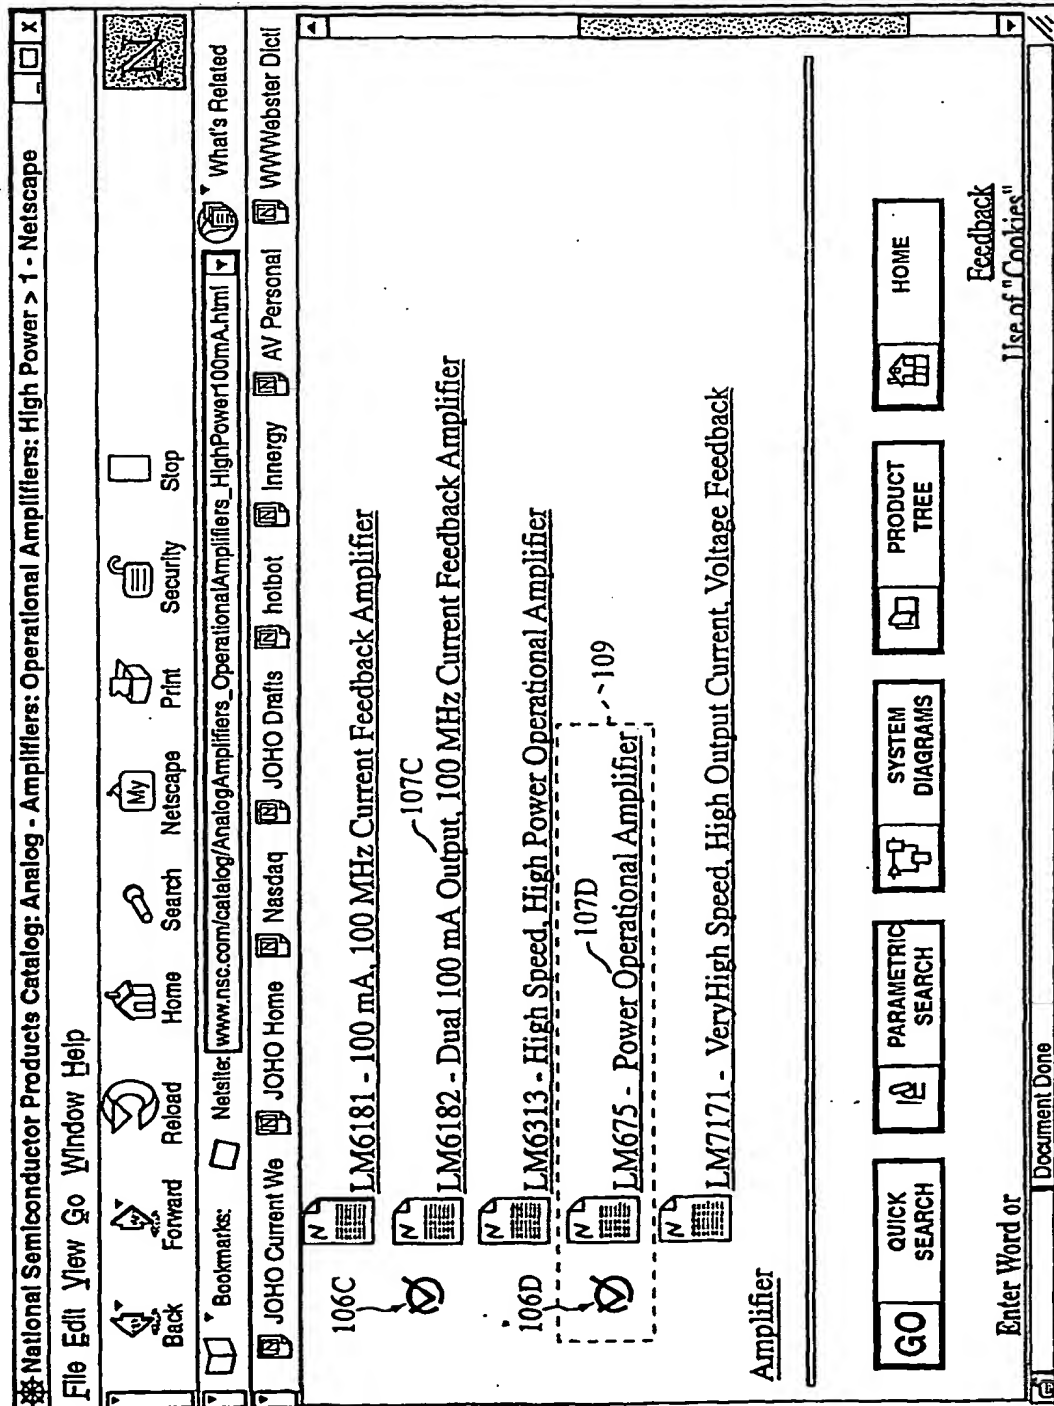 National Semiconductor Products Catalog: Analog - Amplifiers: Operational Amplifiers: High Power > 1 - Netscape
File Edit View Go Window Help
Back Forward Reload Home Search Netscape Print Security Stop
My
N
Bookmarks: Netsite: www.nsc.com/catalog/AnalogAmplifiers_OperationalAmplifiers_HighPower100mA.html What's Related
JOHO Current We JOHO Home Nasdaq JOHO Drafts hotbot Innergy AV Personal WWWebster Dicti
LM6181 - 100 mA, 100 MHz Current Feedback Amplifier
106C
107C
LM6182 - Dual 100 mA Output, 100 MHz Current Feedback Amplifier
LM6313 - High Speed, High Power Operational Amplifier
106D
107D
109
LM675 - Power Operational Amplifier
LM7171 - VeryHigh Speed, High Output Current, Voltage Feedback
Amplifier
GO QUICK SEARCH
PARAMETRIC SEARCH
SYSTEM DIAGRAMS
PRODUCT TREE
HOME
Feedback
Enter Word or
Use of "Cookies"
Document Done